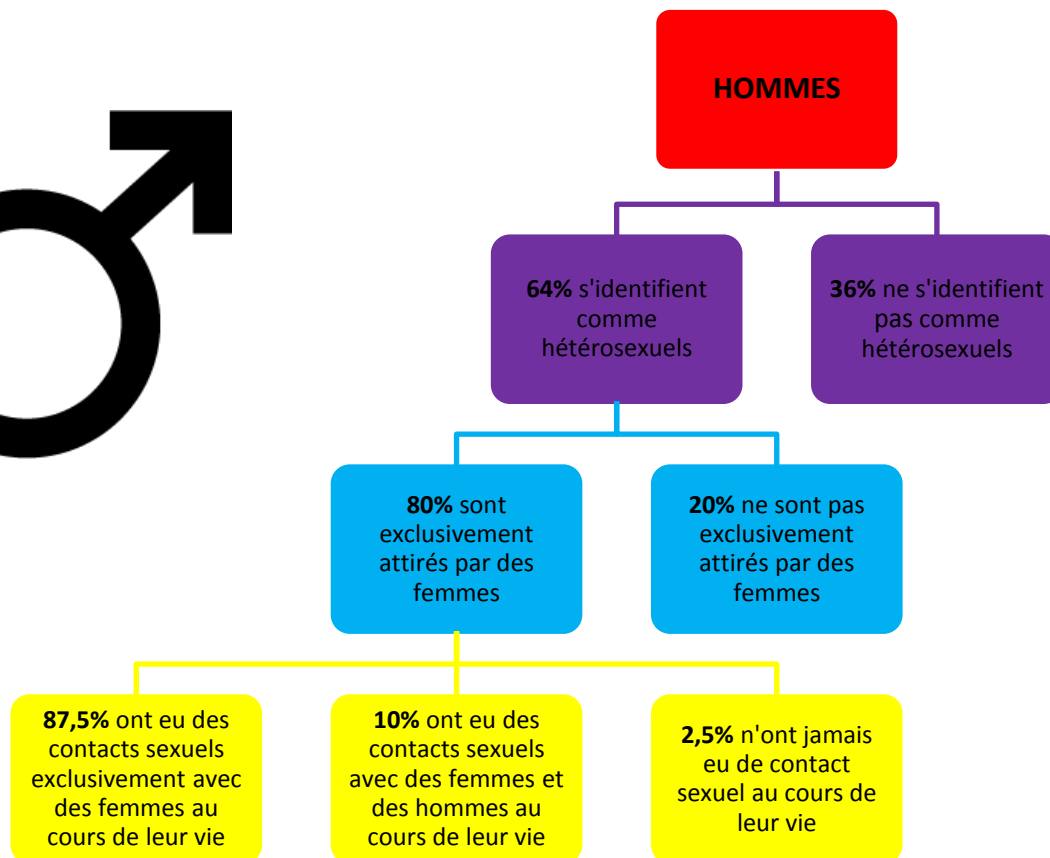 HOMMES
64% s'identifient
comme
hétérosexuels
36% ne s'identifient
pas comme
hétérosexuels
80% sont
exclusivement
attirés par des
femmes
20% ne sont pas
exclusivement
attirés par des
femmes
87,5% ont eu des
contacts sexuels
exclusivement avec
des femmes au
cours de leur vie
10% ont eu des
contacts sexuels
avec des femmes et
des hommes au
cours de leur vie
2,5% n'ont jamais
eu de contact
sexuel au cours de
leur vie